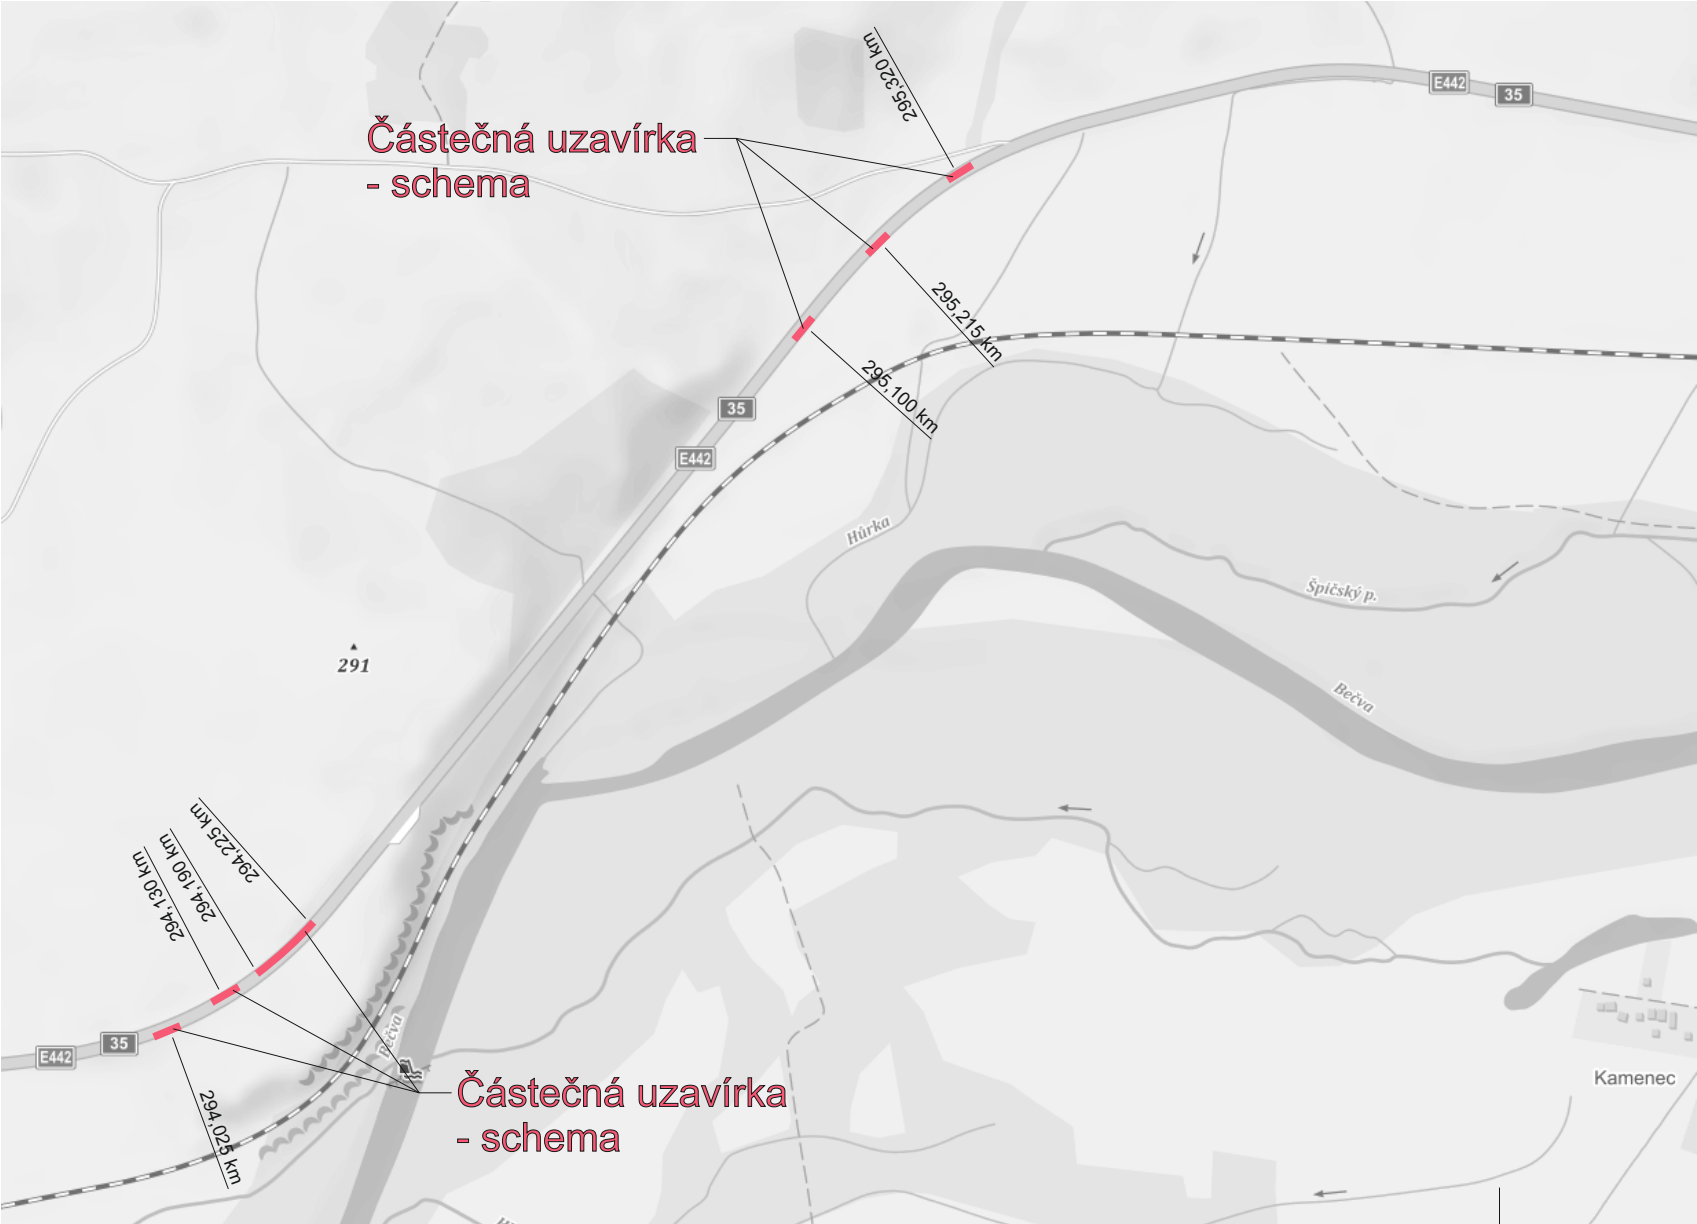 295,320 km
E442
35
Částečná uzavírka
- schema
295,215 km
295,100 km
35
E442
Hůrka
Špičský p.
291
Bečva
294,225 km
294,190 km
294,130 km
Bečva
35
E442
Kamenec
Částečná uzavírka
- schema
294,025 km